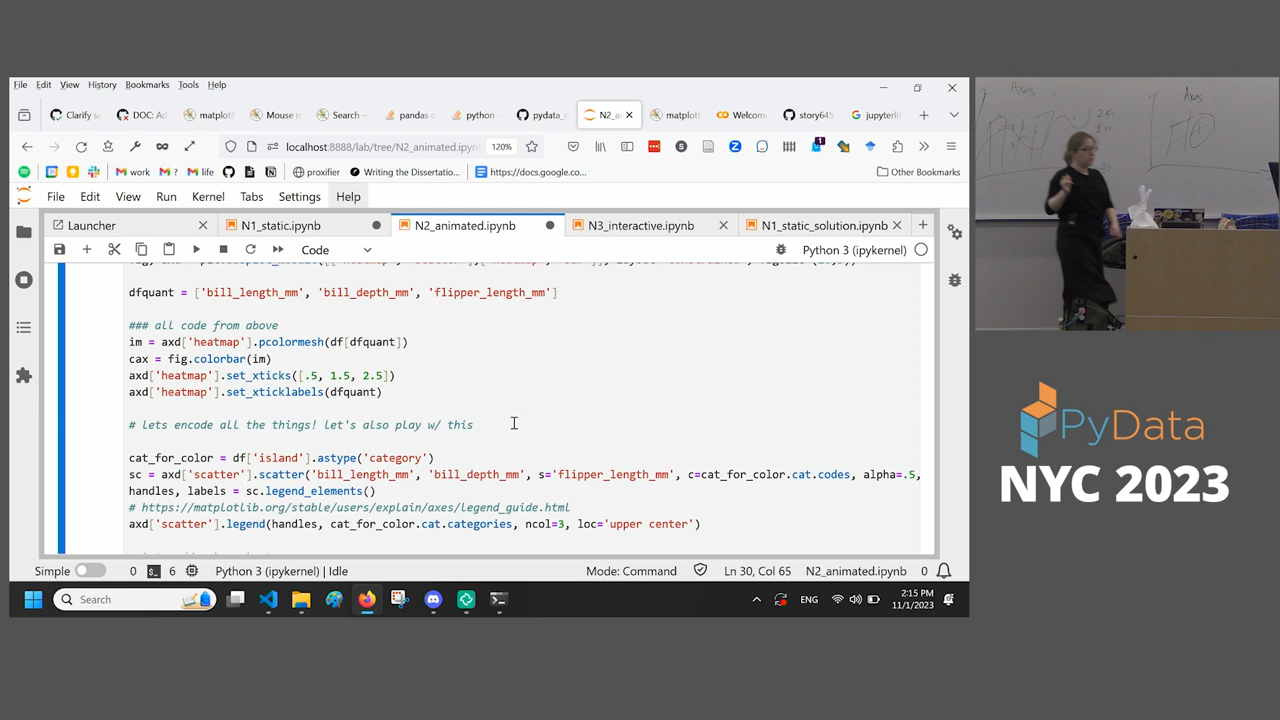 File Edit View History Bookmarks Tools Help
Clarify sa
DOC: Ad
matplotl
Mouse n
Search —
pandas c
python -
pydata_
N2_a
matplotl
Welcom
story645
jupyterli
localhost:8888/lab/tree/N2_animated.ipyn
120%
work M ? M life proxifier Writing the Dissertatio... https://docs.google.co... Other Bookmarks
File Edit View Run Kernel Tabs Settings Help
Launcher N1_static.ipynb N2_animated.ipynb N3_interactive.ipynb N1_static_solution.ipynb
Code Python 3 (ipykernel)
dfquant = ['bill_length_mm', 'bill_depth_mm', 'flipper_length_mm']
### all code from above
im = axd['heatmap'].pcolormesh(df[dfquant])
cax = fig.colorbar(im)
axd['heatmap'].set_xticks([.5, 1.5, 2.5])
axd['heatmap'].set_xticklabels(dfquant)
# lets encode all the things! Let's also play w/ this
cat_for_color = df['island'].astype('category')
sc = axd['scatter'].scatter('bill_length_mm', 'bill_depth_mm', s='flipper_length_mm', c=cat_for_color.cat.codes, alpha=.5,
handles, labels = sc.legend_elements()
# https://matplotlib.org/stable/users/explain/axes/legend_guide.html
axd['scatter'].legend(handles, cat_for_color.cat.categories, ncol=3, loc='upper center')
Simple 0 6 Python 3 (ipykernel) | Idle Mode: Command Ln 30, Col 65 N2_animated.ipynb 0
Search ENG 2:15 PM
11/1/2023
Axes
PyData
NYC 2023